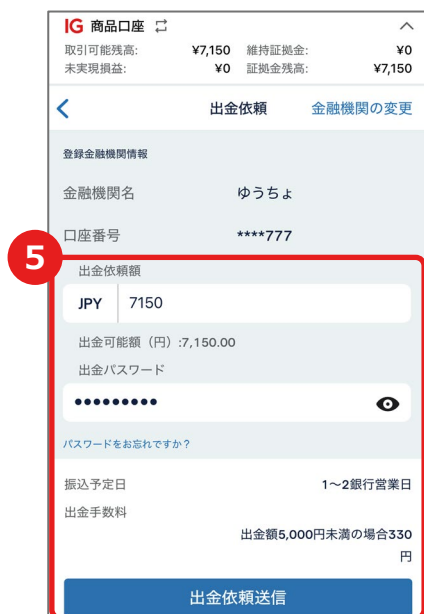 IG 商品口座
取引可能残高: ¥7,150 維持証拠金: ¥0
未実現損益: ¥0 証拠金残高: ¥7,150
出金依頼 金融機関の変更
登録金融機関情報
金融機関名 ゆうちょ
口座番号 ****777
5
出金依頼額
JPY 7150
出金可能額（円）:7,150.00
出金パスワード
•••••••••
パスワードをお忘れですか？
振込予定日 1〜2銀行営業日
出金手数料
出金額5,000円未満の場合330
円
出金依頼送信